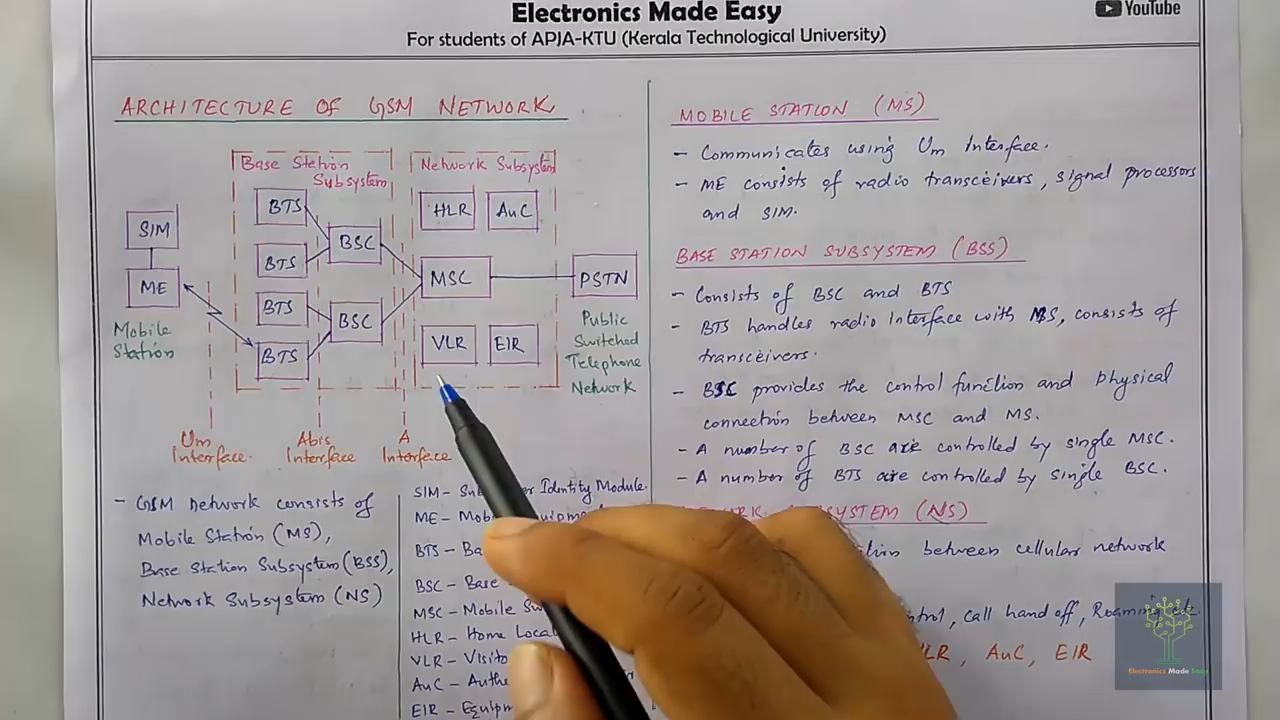 Electronics Made Easy
YouTube
For students of APJA-KTU (Kerala Technological University)
ARCHITECTURE OF GSM NETWORK
Base Station
Subsystem
Network Subsystem
SIM
ME
Mobile
Station
BTS
BTS
BTS
BTS
BSC
BSC
HLR
AuC
MSC
VLR
EIR
PSTN
Public
Switched
Telephone
Network
Um
Interface.
Abis
Interface
A
Interface
- GSM Network consists of
Mobile Station (MS),
Base Station Subsystem (BSS),
Network Subsystem (NS)
SIM - Identity Module.
ME -
BTS -
BSC - Base
MSC - Mobile
HLR - Home
VLR -
AuC -
EIR -
MOBILE STATION (MS)
- Communicates using Um Interface.
- ME consists of radio transceivers, signal processors
and SIM.
BASE STATION SUBSYSTEM (BSS)
- Consists of BSC and BTS
- BTS handles radio Interface with MS, consists of
transceivers.
- BSC provides the control function and physical
connection between MSC and MS.
- A number of BSC are controlled by single MSC.
- A number of BTS are controlled by single BSC.
(NS)
between cellular network
call hand off, Roaming etc.
AuC, EIR
Electronics Made Easy